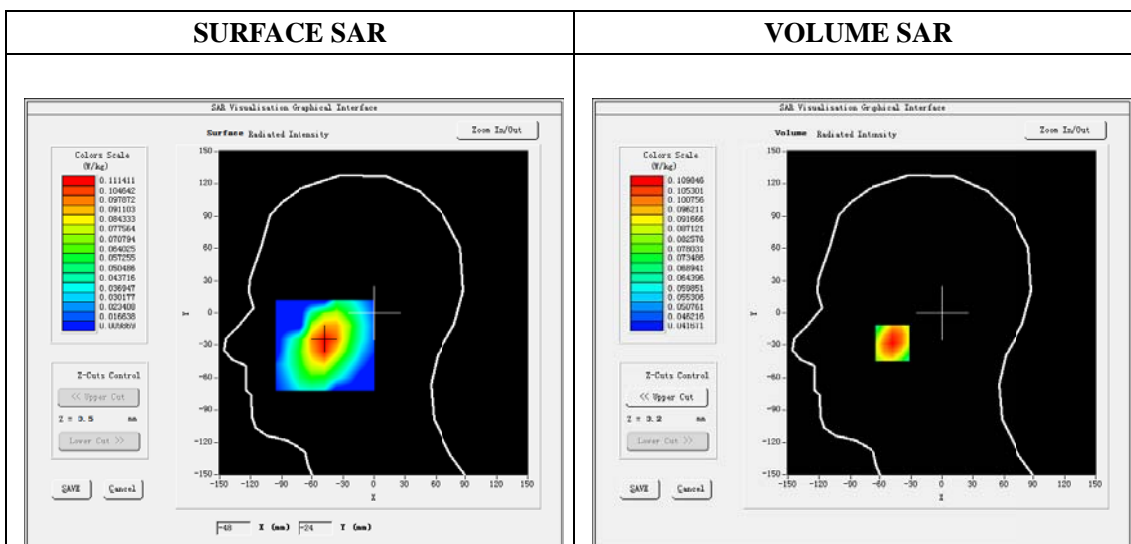 SURFACE SAR
VOLUME SAR
SAR Visualisation Graphical Interface
Surface Radiated Intensity
Zoom In/Out
Colors Scale
(W/kg)
0.111411
0.104642
0.097872
0.091103
0.084333
0.077564
0.070794
0.064025
0.057255
0.050486
0.043716
0.036947
0.030177
0.023408
0.016638
0.009869
Z-Cuts Control
<< Upper Cut
Z = 3.5 mm
Lower Cut >>
SAVE
Cancel
150
120
90
60
30
0
-30
-60
-90
-120
-150
Y
-150 -120 -90 -60 -30 0 30 60 90 120 150
X
-48 X (mm) -24 Y (mm)
SAR Visualisation Graphical Interface
Volume Radiated Intensity
Zoom In/Out
Colors Scale
(W/kg)
0.109846
0.105301
0.100756
0.096211
0.091666
0.087121
0.082576
0.078031
0.073486
0.068941
0.064396
0.059851
0.055306
0.050761
0.046216
0.041671
Z-Cuts Control
<< Upper Cut
Z = 3.2 mm
Lower Cut >>
SAVE
Cancel
150
120
90
60
30
0
-30
-60
-90
-120
-150
Y
-150 -120 -90 -60 -30 0 30 60 90 120 150
X